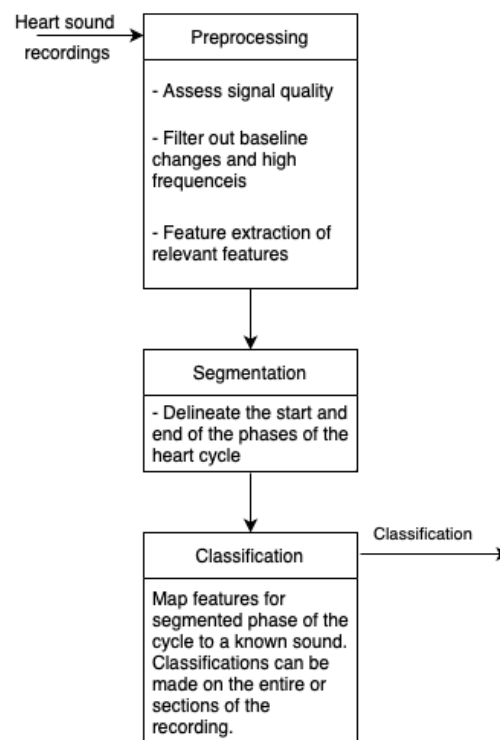 Heart sound
recordings
Preprocessing
- Assess signal quality
- Filter out baseline
changes and high
frequenceis
- Feature extraction of
relevant features
Segmentation
- Delineate the start and
end of the phases of the
heart cycle
Classification
Classification
Map features for
segmented phase of the
cycle to a known sound.
Classifications can be
made on the entire or
sections of the
recording.